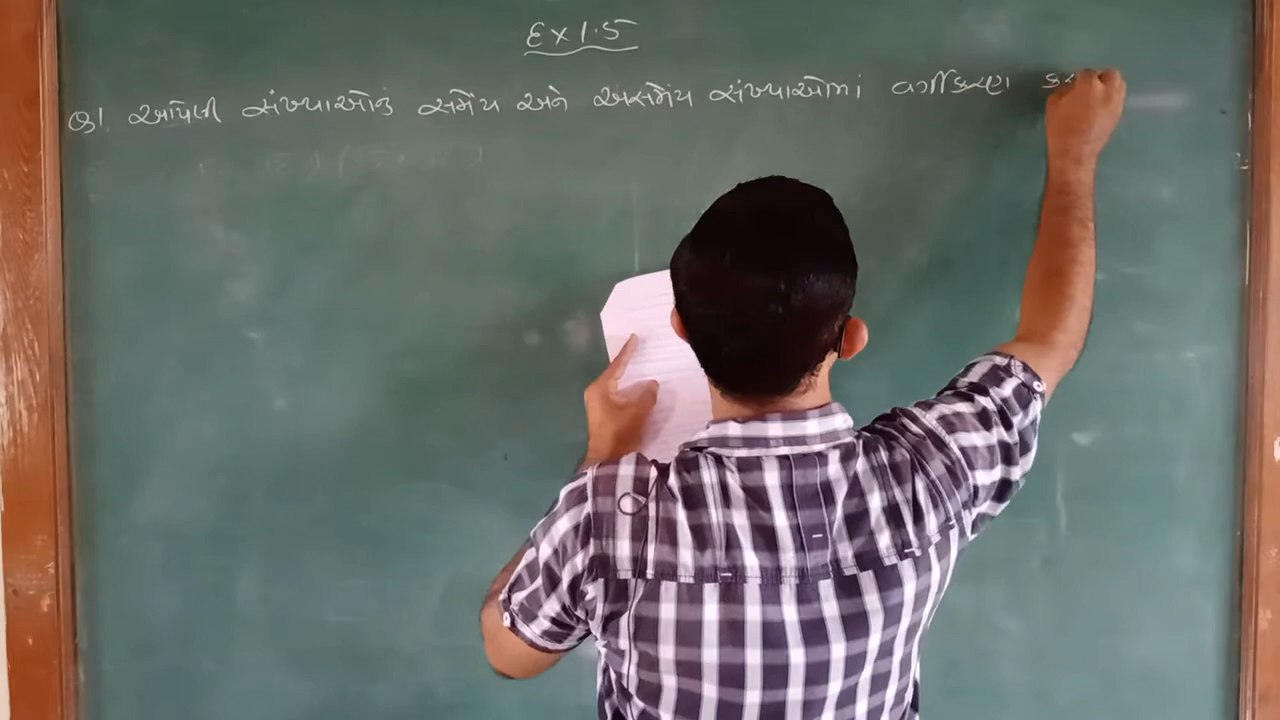 Ex 1.5
Q1 આપેલી સંખ્યાઓનું સંમેય અને અસંમેય સંખ્યાઓમાં વર્ગીકરણ